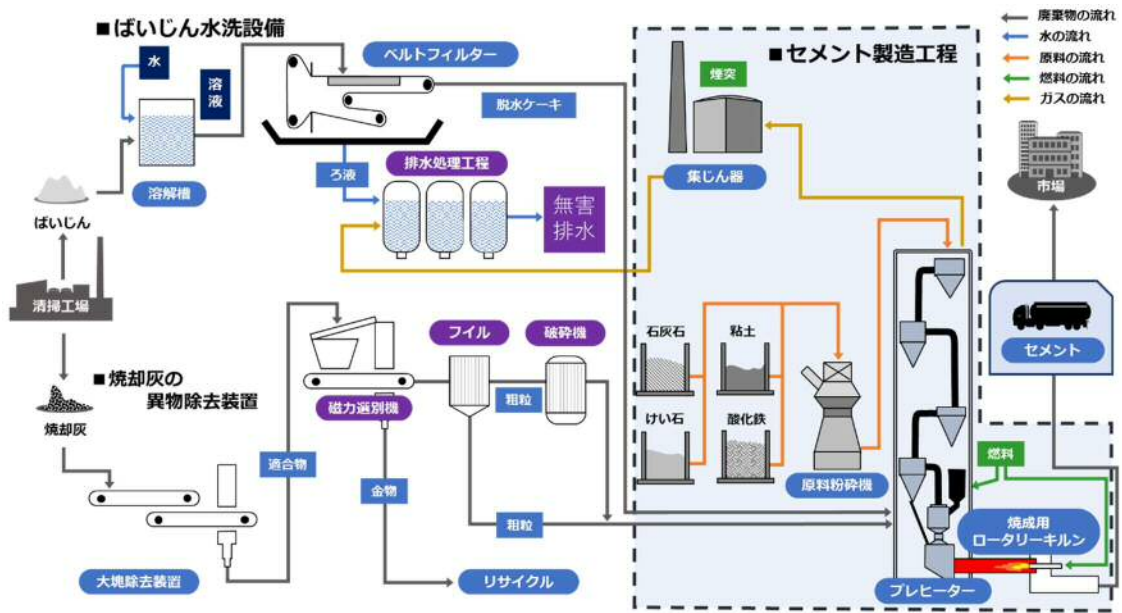 ■ばいじん水洗設備
水
溶液
ベルトフィルター
脱水ケーキ
ろ液
排水処理工程
無害
排水
溶解槽
ばいじん
清掃工場
■焼却灰の
異物除去装置
焼却灰
大塊除去装置
適合物
磁力選別機
金物
リサイクル
フイル
粗粒
破砕機
粗粒
■セメント製造工程
煙突
集じん器
石灰石
粘土
けい石
酸化鉄
原料粉砕機
燃料
焼成用
ロータリーキルン
プレヒーター
廃棄物の流れ
水の流れ
原料の流れ
燃料の流れ
ガスの流れ
市場
セメント